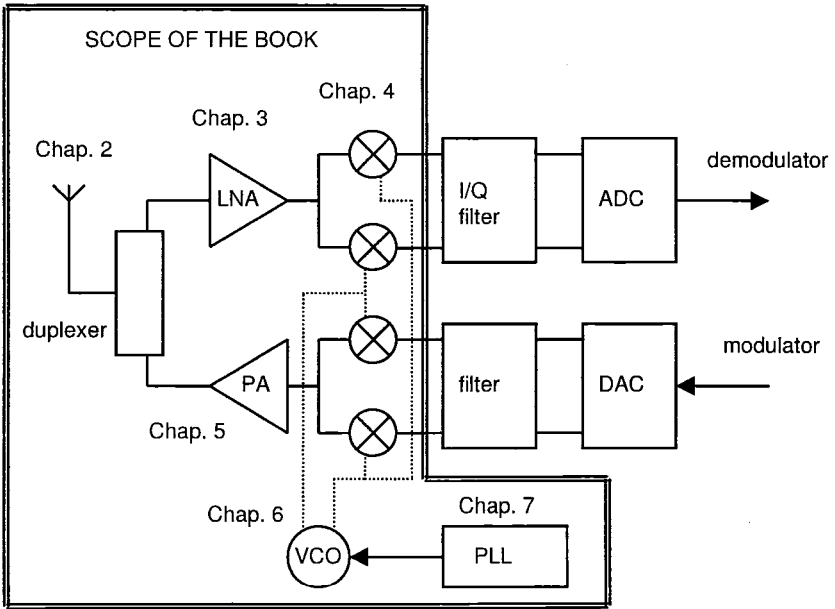 SCOPE OF THE BOOK
Chap. 4
Chap. 3
Chap. 2
LNA
I/Q
filter
ADC
demodulator
duplexer
PA
filter
DAC
modulator
Chap. 5
Chap. 6
Chap. 7
VCO
PLL